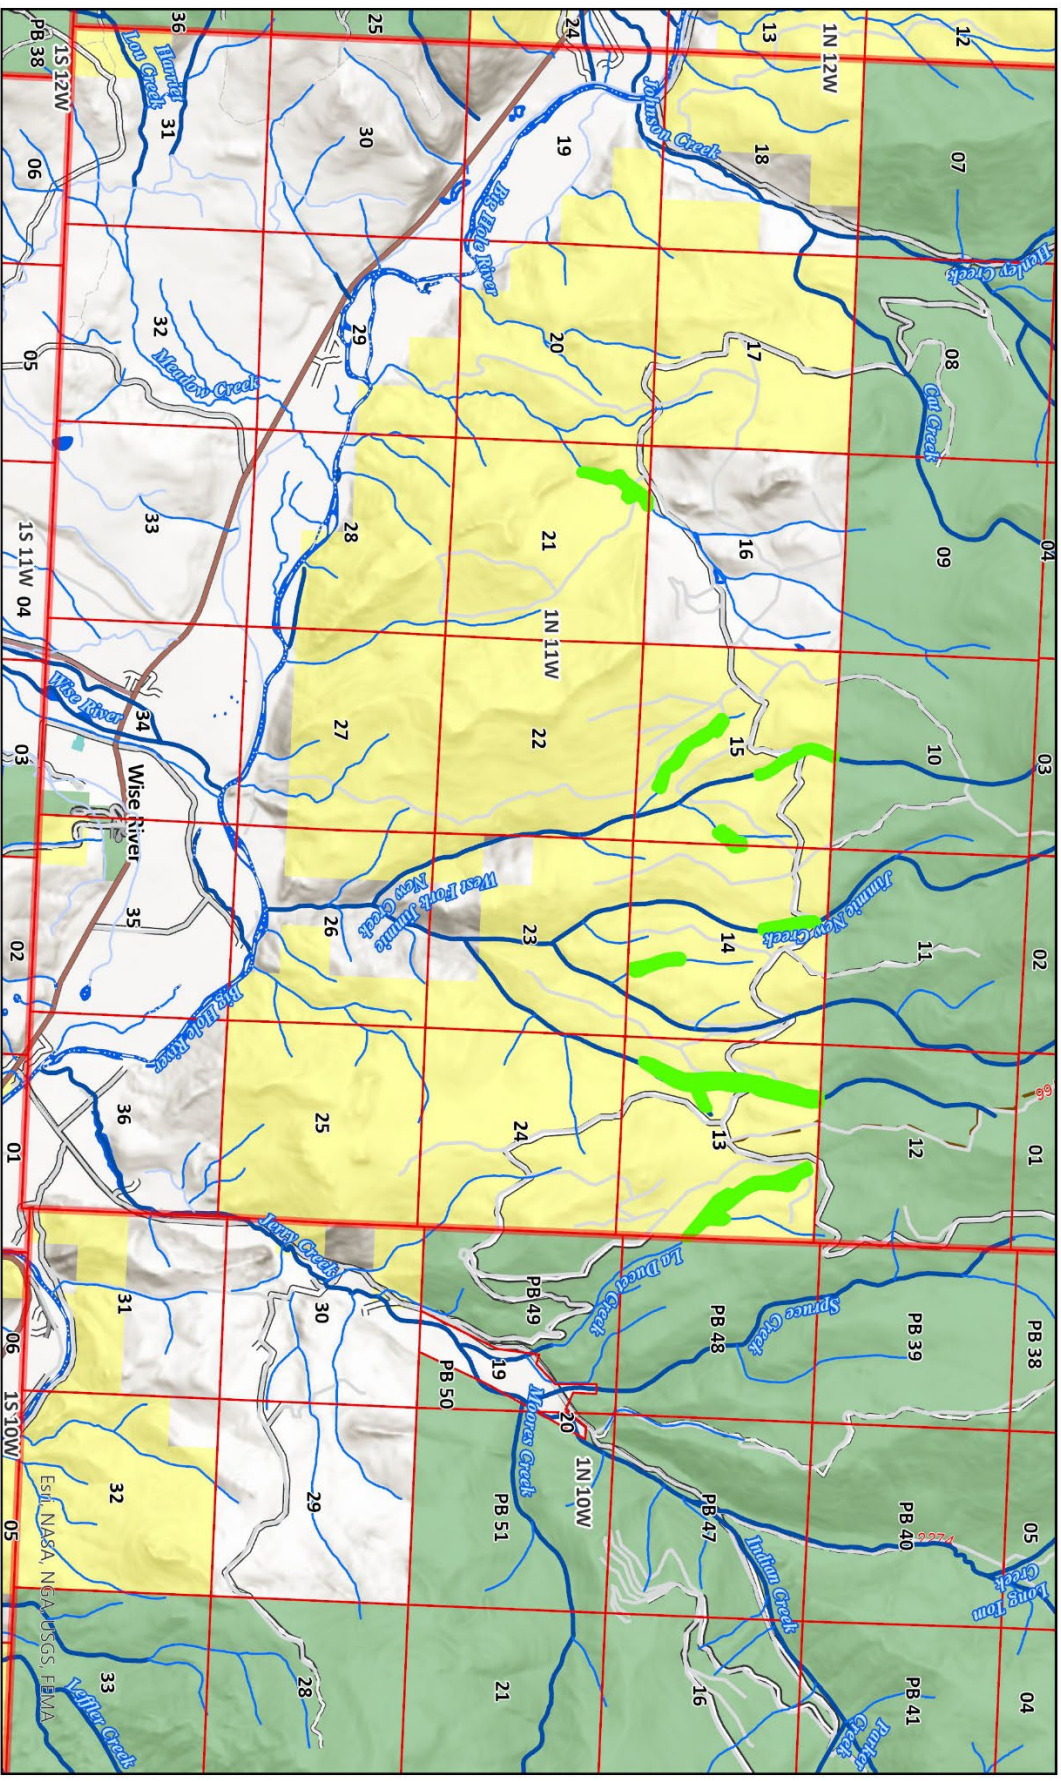 04
03
02
01
PB 38
05
04
Long Tom
Creek
12
07
Henley Creek
08
Cat Creek
09
10
11
12
PB 39
PB 40
2274
PB 41
Parker
Creek
1N 12W
13
18
Johnson Creek
17
16
15
14
Jimmie New Creek
13
Spruce Creek
PB 48
La Ducet Creek
PB 47
Indian Creek
16
24
19
20
21
1N 11W
22
23
24
PB 49
19
20
Moores Creek
1N 10W
PB 50
PB 51
21
Big Hole River
West Fork Jimmie
New Creek
25
30
29
28
27
26
25
Jerry Creek
30
29
28
Big Hole River
36
Harriet
Lou Creek
31
32
Meadow Creek
33
34
Wise River
Wise River
35
36
31
32
33
Leffler Creek
1S 12W
PB 38
06
05
1S 11W
04
03
02
01
06
1S 10W
05
Esri, NASA, NGA, USGS, FEMA